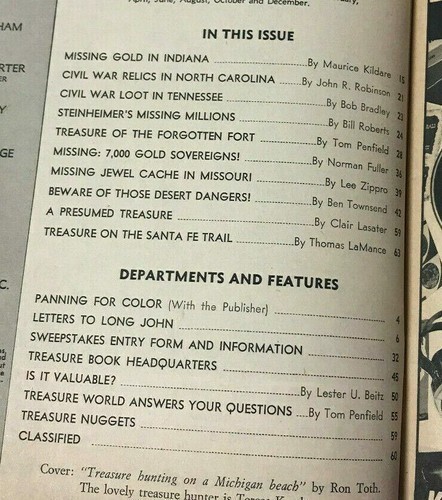 April, June, August, October and December.
HAM
IN THIS ISSUE
MISSING GOLD IN INDIANA ..........By Maurice Kildare 15
CIVIL WAR RELICS IN NORTH CAROLINA ....By John R. Robinson 21
CIVIL WAR LOOT IN TENNESSEE ..........By Bob Bradley 21
STEINHEIMER'S MISSING MILLIONS ..........By Bill Roberts 24
TREASURE OF THE FORGOTTEN FORT ..........By Tom Penfield 28
MISSING: 7,000 GOLD SOVEREIGNS! ..........By Norman Fuller 36
MISSING JEWEL CACHE IN MISSOURI ..........By Lee Zippro 39
BEWARE OF THOSE DESERT DANGERS! ..........By Ben Townsend 42
A PRESUMED TREASURE ..........By Clair Lasater 59
TREASURE ON THE SANTA FE TRAIL ..........By Thomas LaMance 63
DEPARTMENTS AND FEATURES
PANNING FOR COLOR (With the Publisher) .......... 4
LETTERS TO LONG JOHN .......... 6
SWEEPSTAKES ENTRY FORM AND INFORMATION .......... 32
TREASURE BOOK HEADQUARTERS .......... 45
IS IT VALUABLE? ..........By Lester U. Beitz 50
TREASURE WORLD ANSWERS YOUR QUESTIONS ....By Tom Penfield 55
TREASURE NUGGETS .......... 59
CLASSIFIED .......... 60
Cover: "Treasure hunting on a Michigan beach" by Ron Toth.
The lovely treasure hunter is